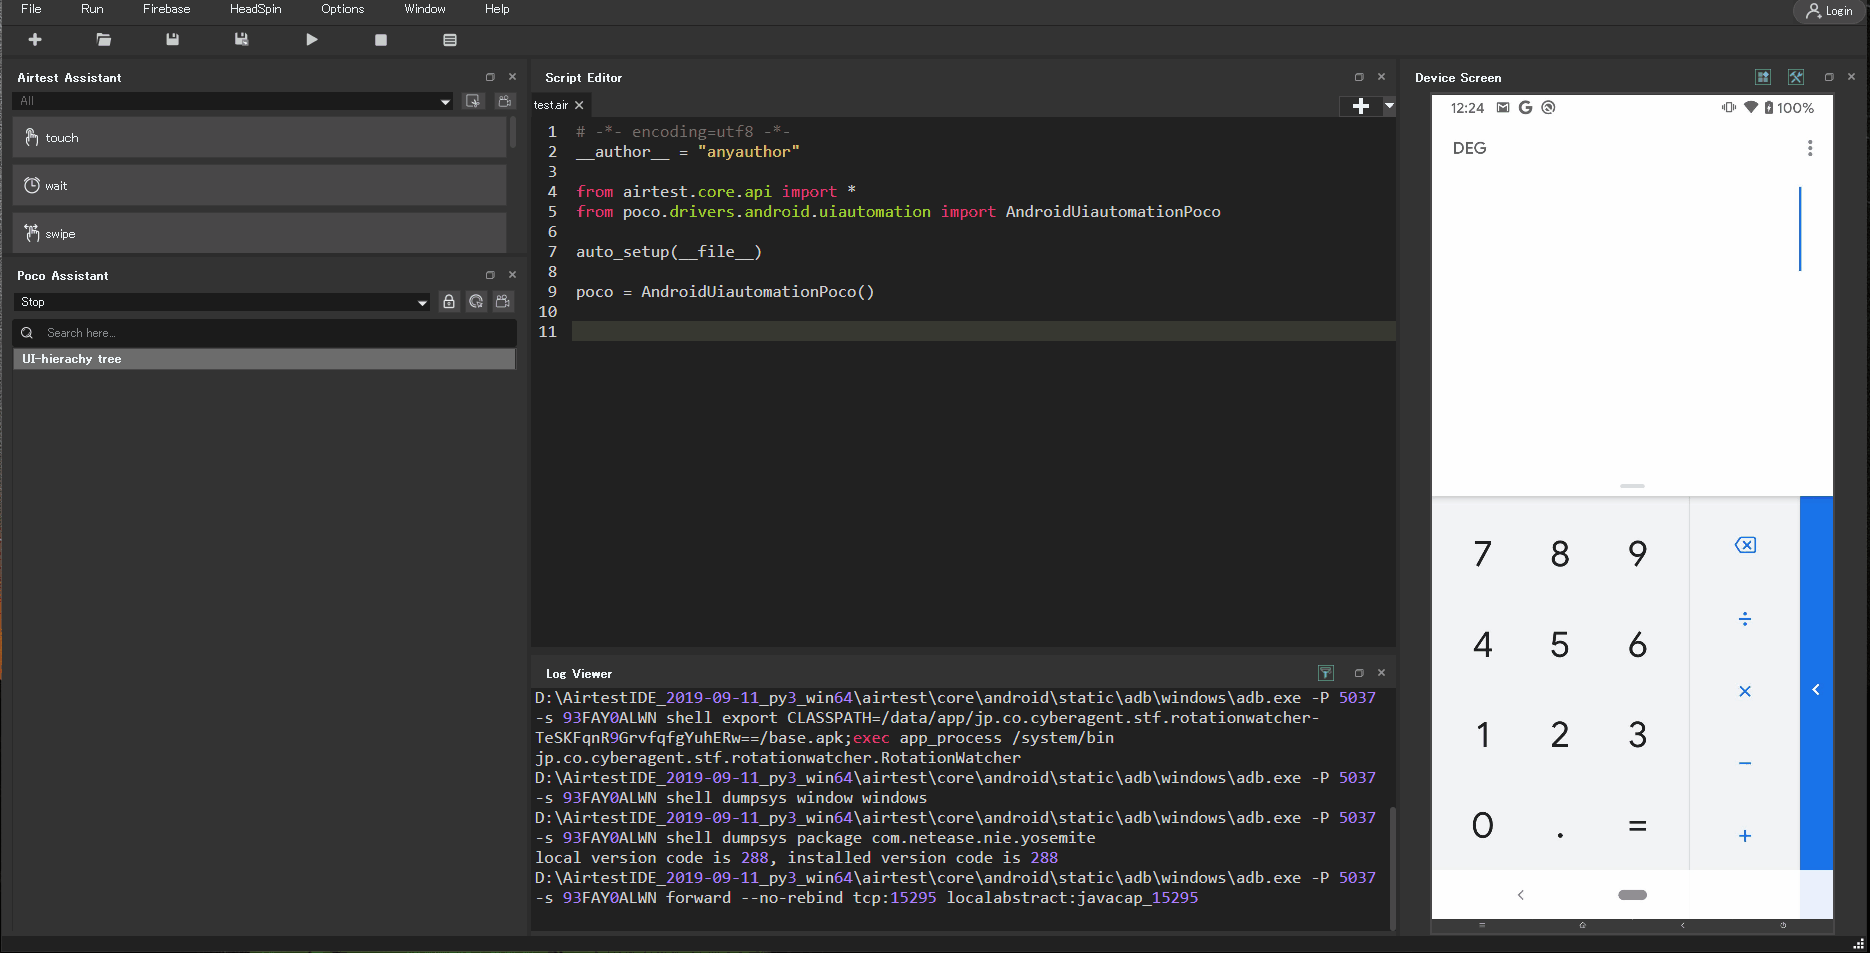 File Run Firebase HeadSpin Options Window Help
Login
Airtest Assistant
All
touch
wait
swipe
Poco Assistant
Stop
Search here...
UI-hierachy tree
Script Editor
test.air
1 # -*- encoding=utf8 -*-
2 __author__ = "anyauthor"
3
4 from airtest.core.api import *
5 from poco.drivers.android.uiautomation import AndroidUiautomationPoco
6
7 auto_setup(__file__)
8
9 poco = AndroidUiautomationPoco()
10
11
Log Viewer
D:\AirtestIDE_2019-09-11_py3_win64\airtest\core\android\static\adb\windows\adb.exe -P 5037
-s 93FAY0ALWN shell export CLASSPATH=/data/app/jp.co.cyberagent.stf.rotationwatcher-
TeSKFqnR9GrvfqfgYuhERw==/base.apk;exec app_process /system/bin
jp.co.cyberagent.stf.rotationwatcher.RotationWatcher
D:\AirtestIDE_2019-09-11_py3_win64\airtest\core\android\static\adb\windows\adb.exe -P 5037
-s 93FAY0ALWN shell dumpsys window windows
D:\AirtestIDE_2019-09-11_py3_win64\airtest\core\android\static\adb\windows\adb.exe -P 5037
-s 93FAY0ALWN shell dumpsys package com.netease.nie.yosemite
local version code is 288, installed version code is 288
D:\AirtestIDE_2019-09-11_py3_win64\airtest\core\android\static\adb\windows\adb.exe -P 5037
-s 93FAY0ALWN forward --no-rebind tcp:15295 localabstract:javacap_15295
Device Screen
12:24 G 100%
DEG
7 8 9
÷
4 5 6
×
1 2 3
−
0 . =
+